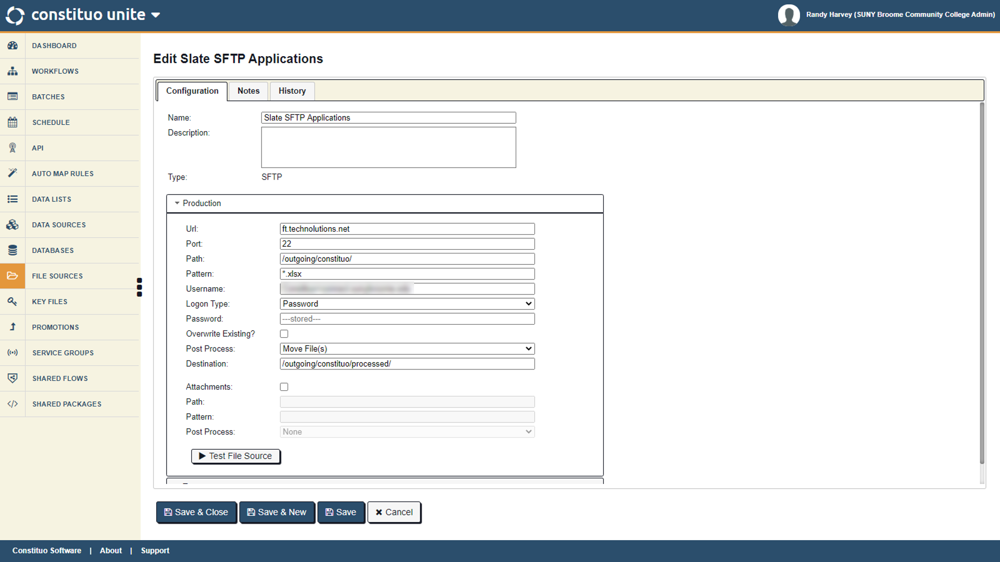 constituo unite
Randy Harvey (SUNY Broome Community College Admin)
DASHBOARD
WORKFLOWS
BATCHES
SCHEDULE
API
AUTO MAP RULES
DATA LISTS
DATA SOURCES
DATABASES
FILE SOURCES
KEY FILES
PROMOTIONS
SERVICE GROUPS
SHARED FLOWS
SHARED PACKAGES
Edit Slate SFTP Applications
Configuration Notes History
Name: Slate SFTP Applications
Description:
Type: SFTP
Production
Url: ft.technolutions.net
Port: 22
Path: /outgoing/constituo/
Pattern: *.xlsx
Username:
Logon Type: Password
Password: ---stored---
Overwrite Existing?
Post Process: Move File(s)
Destination: /outgoing/constituo/processed/
Attachments:
Path:
Pattern:
Post Process: None
Test File Source
Save & Close Save & New Save Cancel
Constituo Software | About | Support